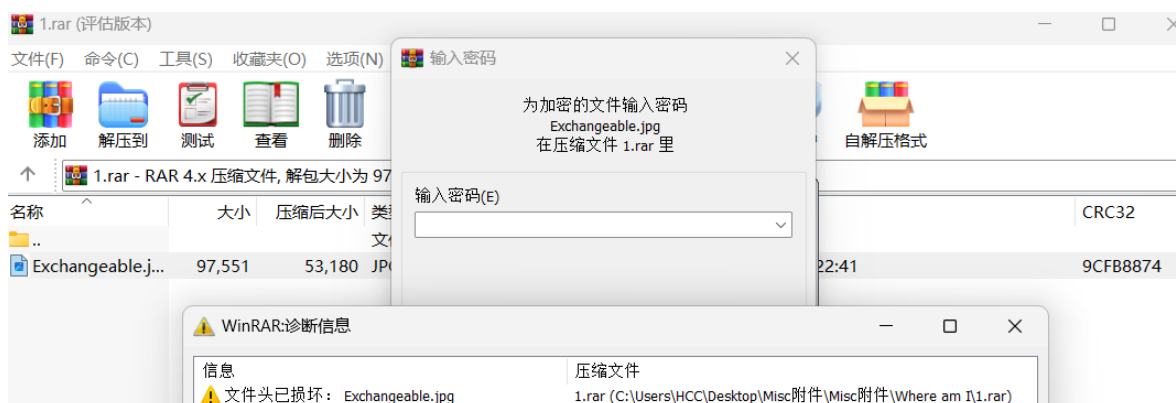 1.rar (评估版本)
文件(F) 命令(C) 工具(S) 收藏夹(O) 选项(N)
输入密码
为加密的文件输入密码
Exchangeable.jpg
在压缩文件 1.rar 里
添加 解压到 测试 查看 删除 自解压格式
1.rar - RAR 4.x 压缩文件, 解包大小为 97
输入密码(E)
名称 大小 压缩后大小 CRC32
..
Exchangeable.j... 97,551 53,180 22:41 9CFB8874
WinRAR:诊断信息
信息 压缩文件
文件头已损坏: Exchangeable.jpg 1.rar (C:\Users\HCC\Desktop\Misc附件\Misc附件\Where am I\1.rar)